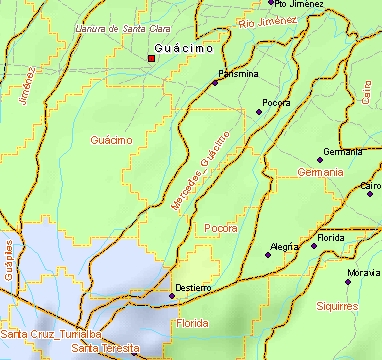 Pto Jiménez
Río Jiménez
Llanura de Santa Clara
Guácimo
Jiménez
Parismina
Cairo
Pocora
Guácimo
Mercedes_Guácimo
Germania
Germania
Cairo
Pocora
Guápiles
Alegría
Florida
Moravia
Destierro
Siquirres
Florida
Santa Cruz_Turrialba
Santa Teresita